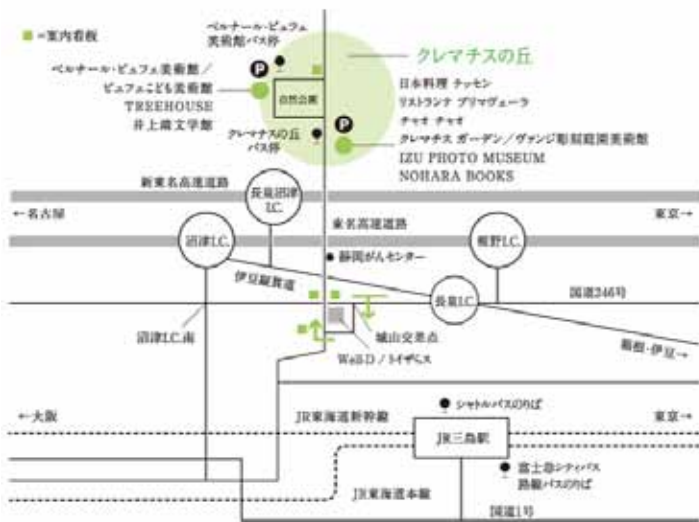 ■=案内看板
ベルナール・ビュフェ
美術館バス停
ベルナール・ビュフェ美術館／
ビュフェこども美術館
TREEHOUSE
井上靖文学館
P
自然公園
クレマチスの丘
バス停
P
クレマチスの丘
日本料理 テッセン
リストランテ プリマヴェーラ
チャオ チャオ
クレマチス ガーデン／ヴァンジ彫刻庭園美術館
IZU PHOTO MUSEUM
NOHARA BOOKS
新東名高速道路
長泉沼津
I.C.
←名古屋
東京→
東名高速道路
沼津I.C.
裾野I.C.
静岡がんセンター
伊豆縦貫道
長泉I.C.
国道246号
沼津I.C.南
城山交差点
Well-D / トイザらス
箱根・伊豆→
←大阪
JR東海道新幹線
シャトルバスのりば
東京→
JR三島駅
富士急シティバス
路線バスのりば
JR東海道本線
国道1号